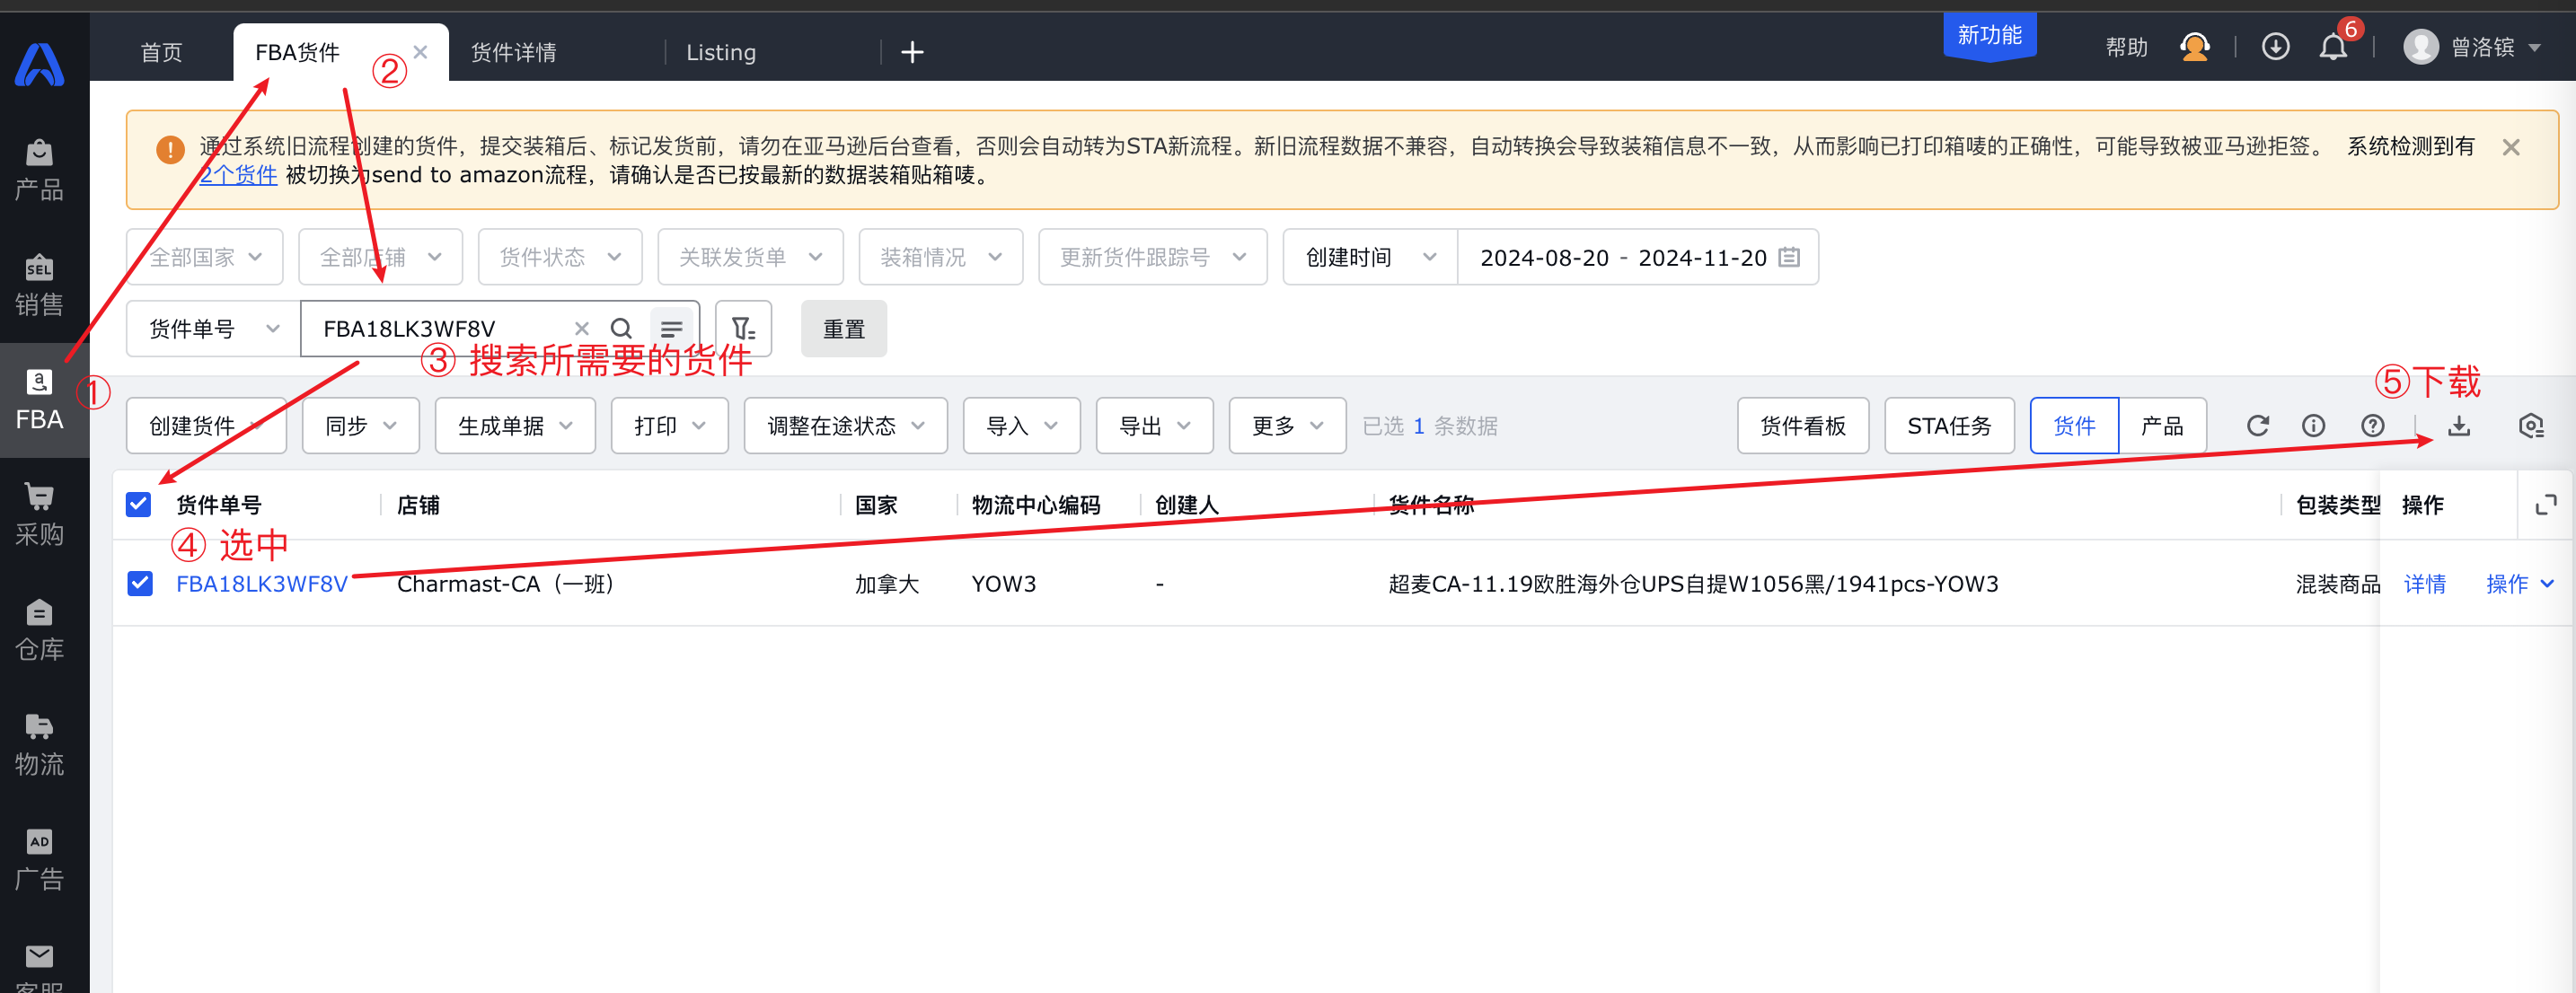 首页
FBA货件
②
货件详情
Listing
新功能
帮助
6
曾洛镔
通过系统旧流程创建的货件，提交装箱后、标记发货前，请勿在亚马逊后台查看，否则会自动转为STA新流程。新旧流程数据不兼容，自动转换会导致装箱信息不一致，从而影响已打印箱唛的正确性，可能导致被亚马逊拒签。 系统检测到有
2个货件 被切换为send to amazon流程，请确认是否已按最新的数据装箱贴箱唛。
产品
SEL
销售
a
FBA
①
采购
仓库
物流
AD
广告
客服
全部国家
全部店铺
货件状态
关联发货单
装箱情况
更新货件跟踪号
创建时间
2024-08-20 - 2024-11-20
货件单号
FBA18LK3WF8V
重置
③ 搜索所需要的货件
⑤下载
创建货件
同步
生成单据
打印
调整在途状态
导入
导出
更多
已选 1 条数据
货件看板
STA任务
货件
产品
货件单号
店铺
国家
物流中心编码
创建人
货件名称
包装类型
操作
④ 选中
FBA18LK3WF8V
Charmast-CA（一班）
加拿大
YOW3
-
超麦CA-11.19欧胜海外仓UPS自提W1056黑/1941pcs-YOW3
混装商品
详情
操作